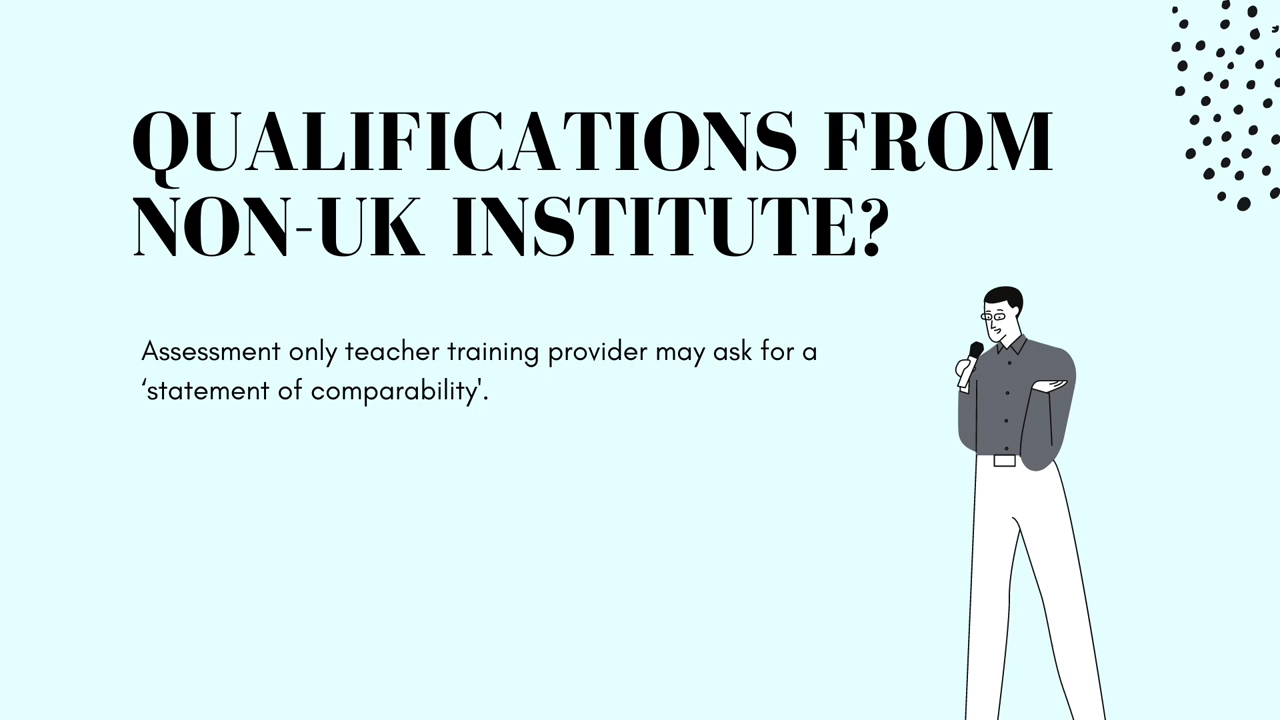 QUALIFICATIONS FROM
NON-UK INSTITUTE?
Assessment only teacher training provider may ask for a
‘statement of comparability'.